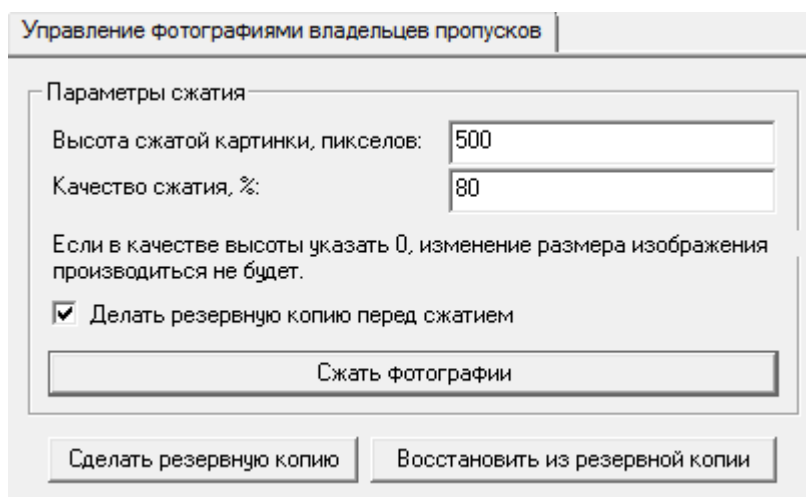 Управление фотографиями владельцев пропусков
Параметры сжатия
Высота сжатой картинки, пикселов: 500
Качество сжатия, %: 80
Если в качестве высоты указать 0, изменение размера изображения
производиться не будет.
Делать резервную копию перед сжатием
Сжать фотографии
Сделать резервную копию Восстановить из резервной копии